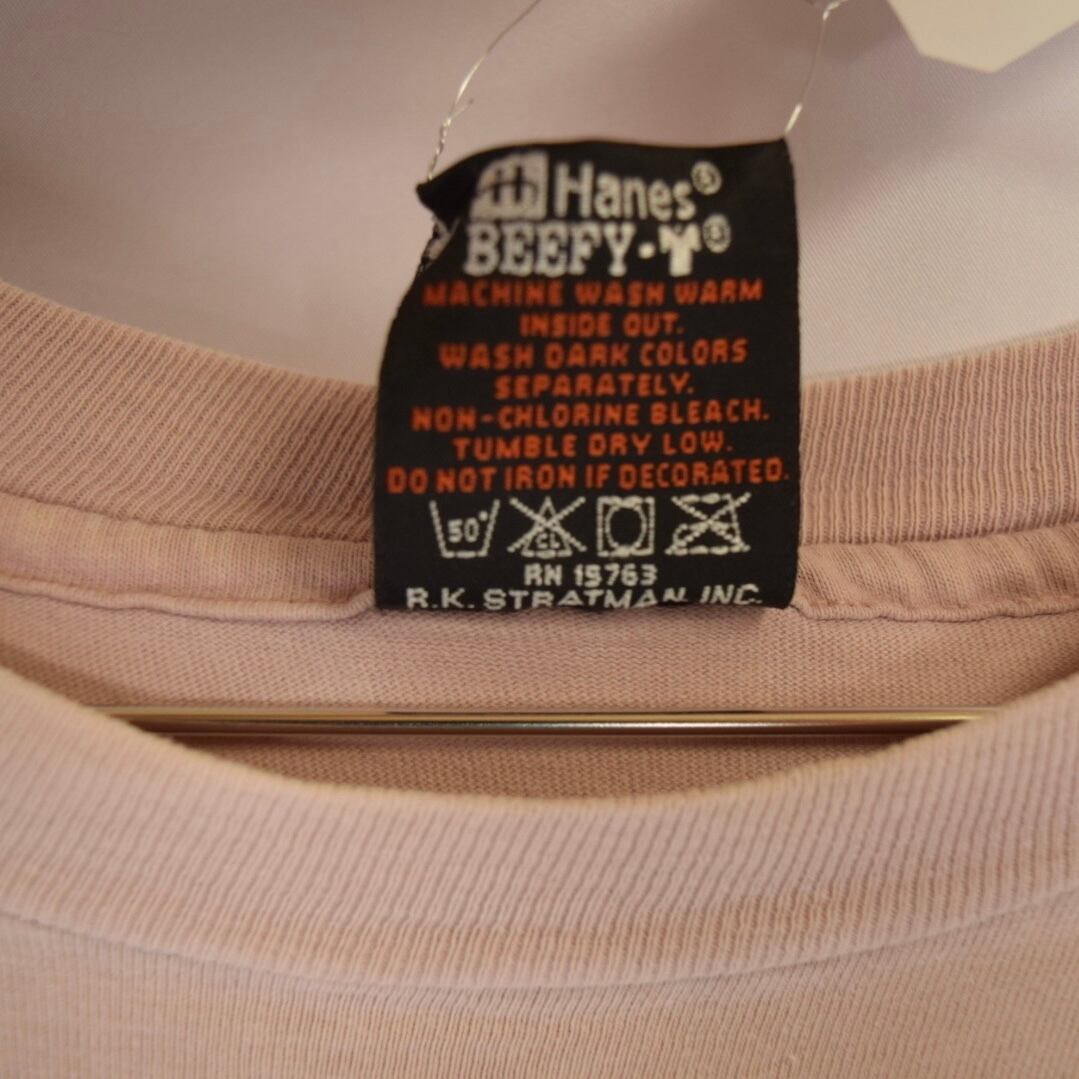 Hanes®
BEEFY-T®
MACHINE WASH WARM
INSIDE OUT.
WASH DARK COLORS
SEPARATELY.
NON-CHLORINE BLEACH.
TUMBLE DRY LOW.
DO NOT IRON IF DECORATED.
50° CL
RN 15763
R.K. STRATMAN, INC.